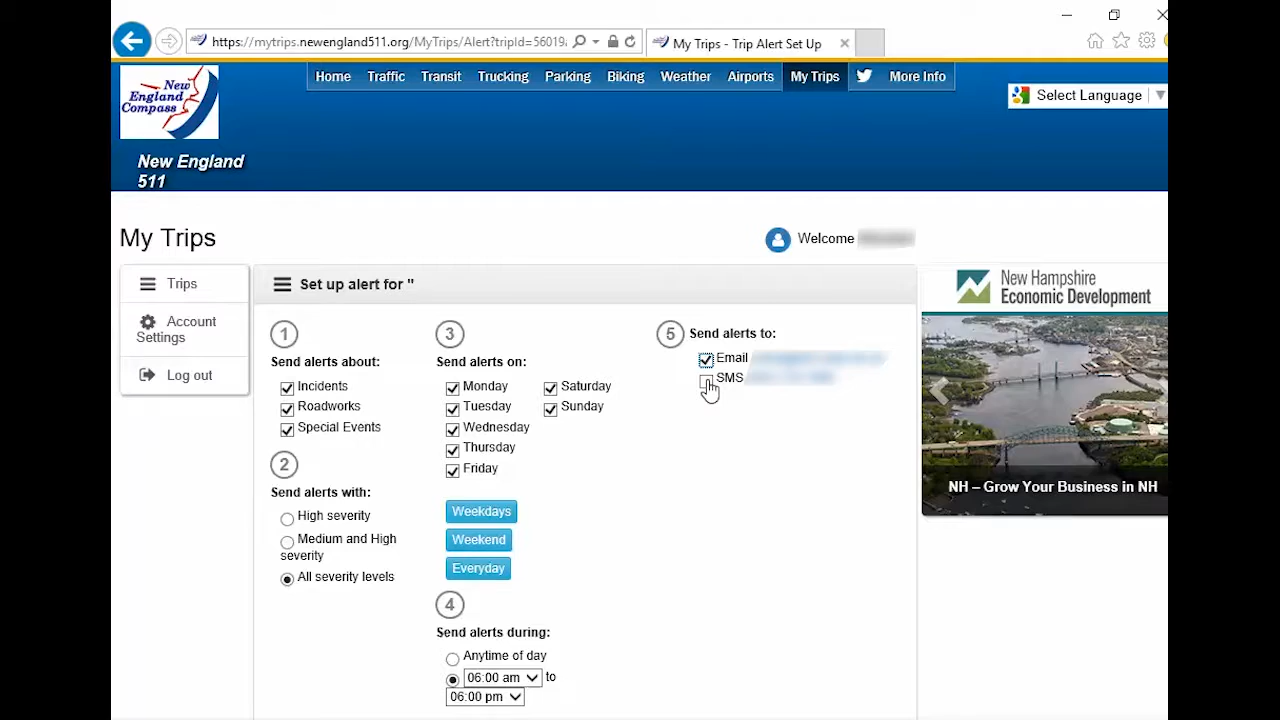 https://mytrips.newengland511.org/MyTrips/Alert?tripId=56019
My Trips - Trip Alert Set Up
Home Traffic Transit Trucking Parking Biking Weather Airports My Trips More Info
New
England
Compass
Select Language
New England
511
My Trips
Welcome
Trips
Account
Settings
Log out
Set up alert for "
1
Send alerts about:
Incidents
Roadworks
Special Events
2
Send alerts with:
High severity
Medium and High
severity
All severity levels
3
Send alerts on:
Monday
Tuesday
Wednesday
Thursday
Friday
Saturday
Sunday
Weekdays
Weekend
Everyday
4
Send alerts during:
Anytime of day
06:00 am to
06:00 pm
5
Send alerts to:
Email
SMS
New Hampshire
Economic Development
NH – Grow Your Business in NH